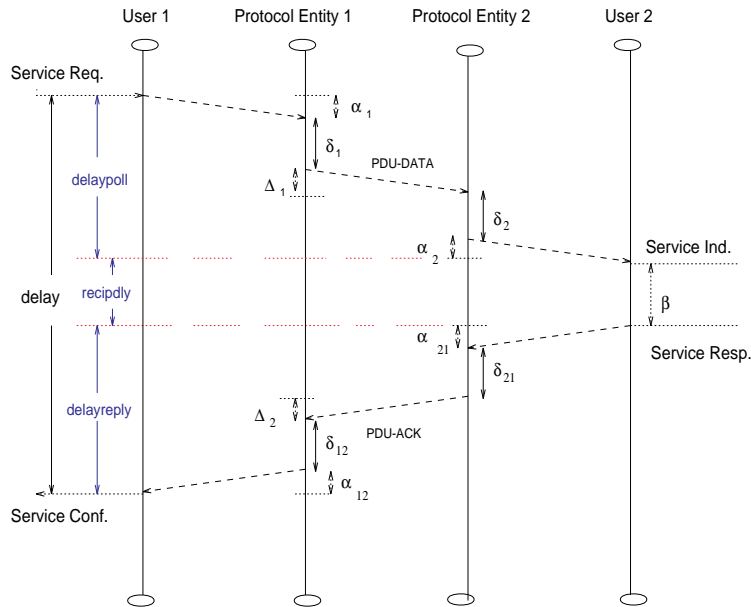 User 1 Protocol Entity 1 Protocol Entity 2 User 2
Service Req.
α 1
δ 1
PDU-DATA
delaypoll
Δ 1
δ 2
α 2
Service Ind.
delay
recipdly
β
α 21
Service Resp.
δ 21
delayreply
Δ 2
PDU-ACK
δ 12
α 12
Service Conf.